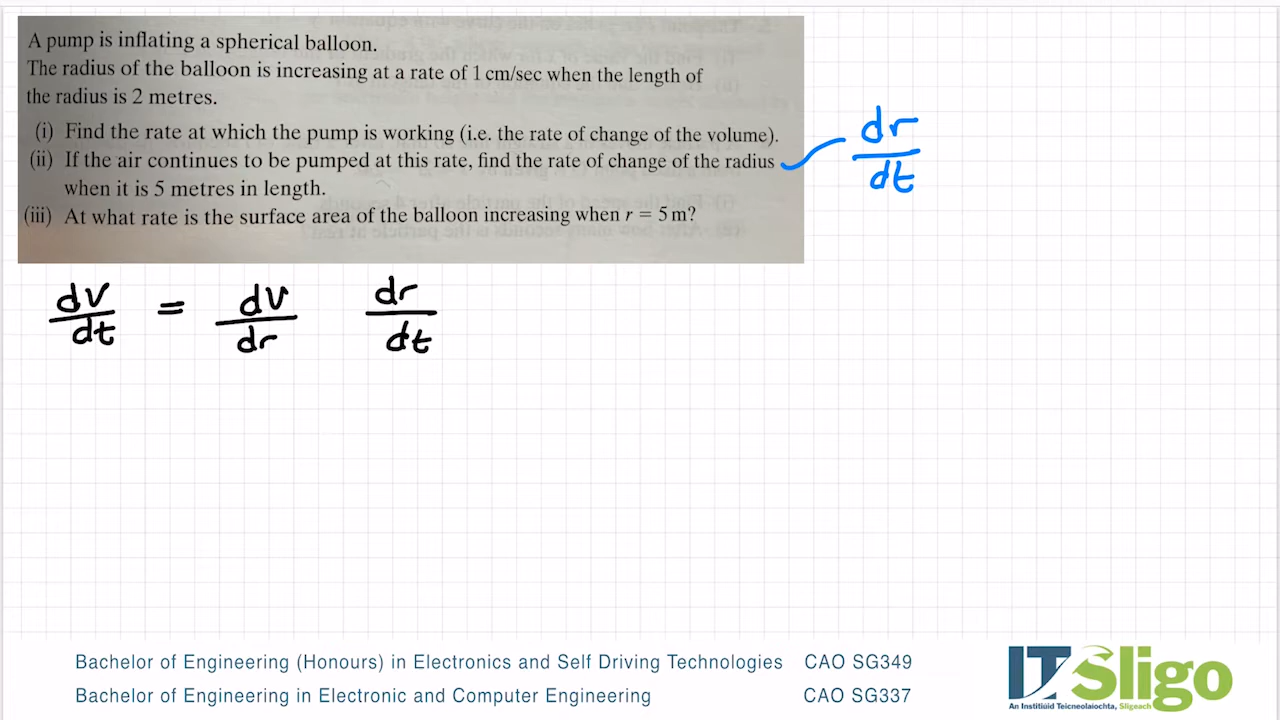 A pump is inflating a spherical balloon.
The radius of the balloon is increasing at a rate of 1 cm/sec when the length of
the radius is 2 metres.
(i) Find the rate at which the pump is working (i.e. the rate of change of the volume).
(ii) If the air continues to be pumped at this rate, find the rate of change of the radius
when it is 5 metres in length.
(iii) At what rate is the surface area of the balloon increasing when r = 5 m?
dr
dt
dv/dt = dv/dr dr/dt
Bachelor of Engineering (Honours) in Electronics and Self Driving Technologies CAO SG349
Bachelor of Engineering in Electronic and Computer Engineering CAO SG337
IT Sligo
An Institiúid Teicneolaíochta, Sligeach